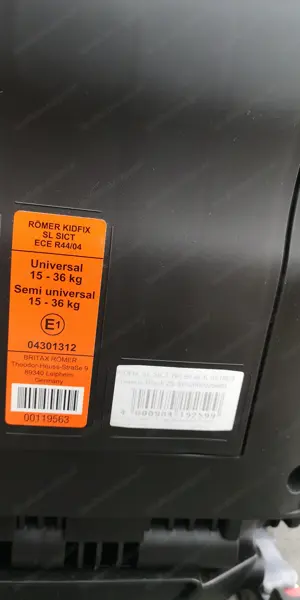 RÖMER KIDFIX
SL SICT
ECE R44/04
Universal
15 - 36 kg
Semi universal
15 - 36 kg
E1
04301312
BRITAX RÖMER
Theodor-Heuss-Straße 9
89340 Leipheim
Germany
00119563